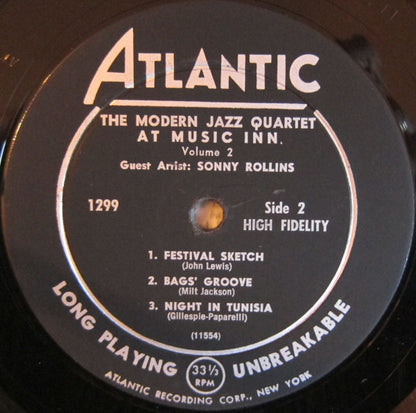 ATLANTIC
THE MODERN JAZZ QUARTET
AT MUSIC INN.
Volume 2
Guest Artist: SONNY ROLLINS
1299
Side 2
HIGH FIDELITY
1. FESTIVAL SKETCH
(John Lewis)
2. BAGS' GROOVE
(Milt Jackson)
3. NIGHT IN TUNISIA
(Gillespie-Paparelli)
(11554)
LONG PLAYING 33⅓ RPM UNBREAKABLE
ATLANTIC RECORDING CORP., NEW YORK